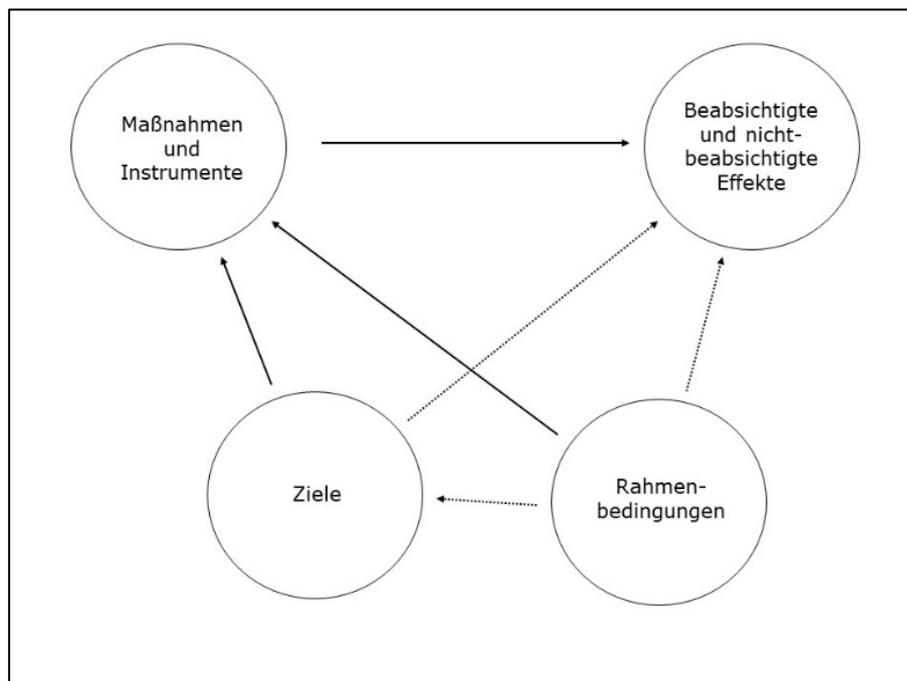 Maßnahmen
und
Instrumente
Beabsichtigte
und nicht-
beabsichtigte
Effekte
Ziele
Rahmen-
bedingungen